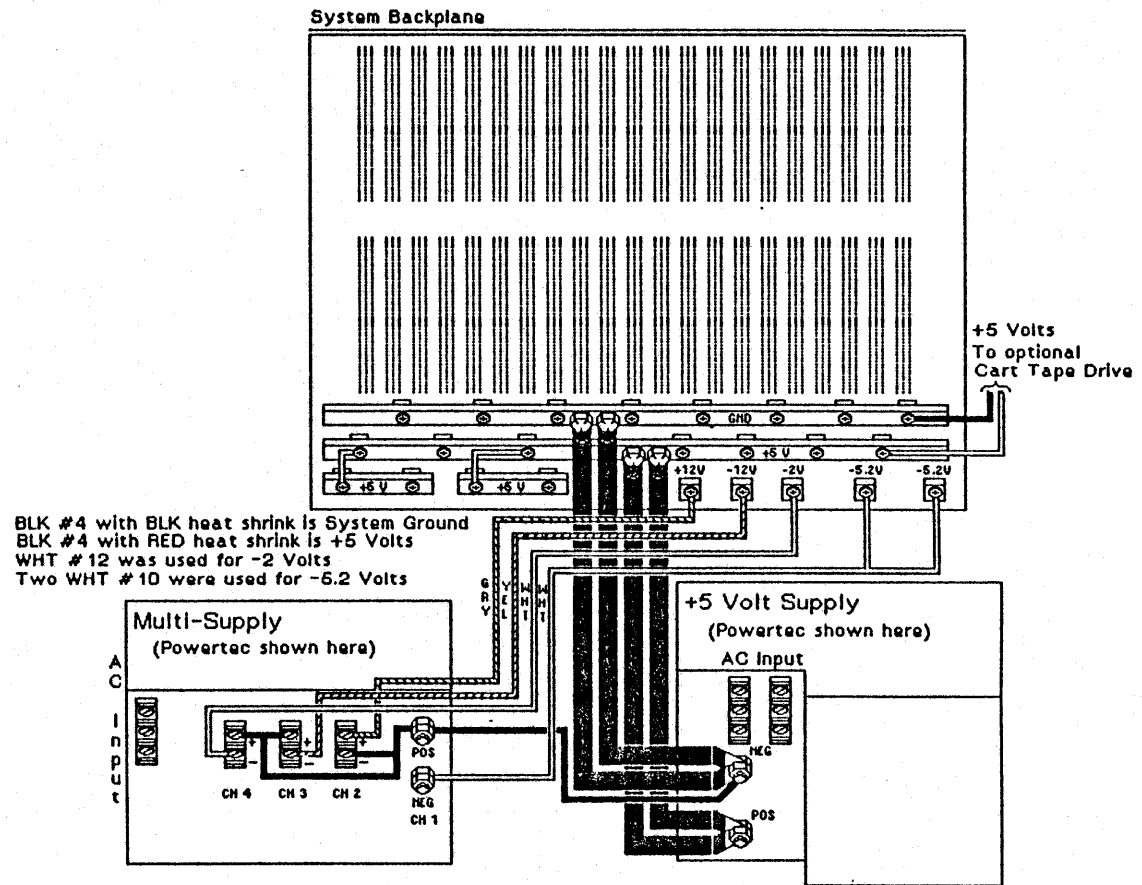 System Backplane
+5 Volts
To optional
Cart Tape Drive
GND
+5 V
+12V -12V -2V -5.2V -5.2V
+5 V +5 V
BLK #4 with BLK heat shrink is System Ground
BLK #4 with RED heat shrink is +5 Volts
WHT #12 was used for -2 Volts
Two WHT #10 were used for -5.2 Volts
GRY
YEL
WHT
WHT
Multi-Supply
(Powertec shown here)
AC Input
+ + +
- - -
CH 4 CH 3 CH 2
POS
NEG
CH 1
+5 Volt Supply
(Powertec shown here)
AC Input
NEG
POS